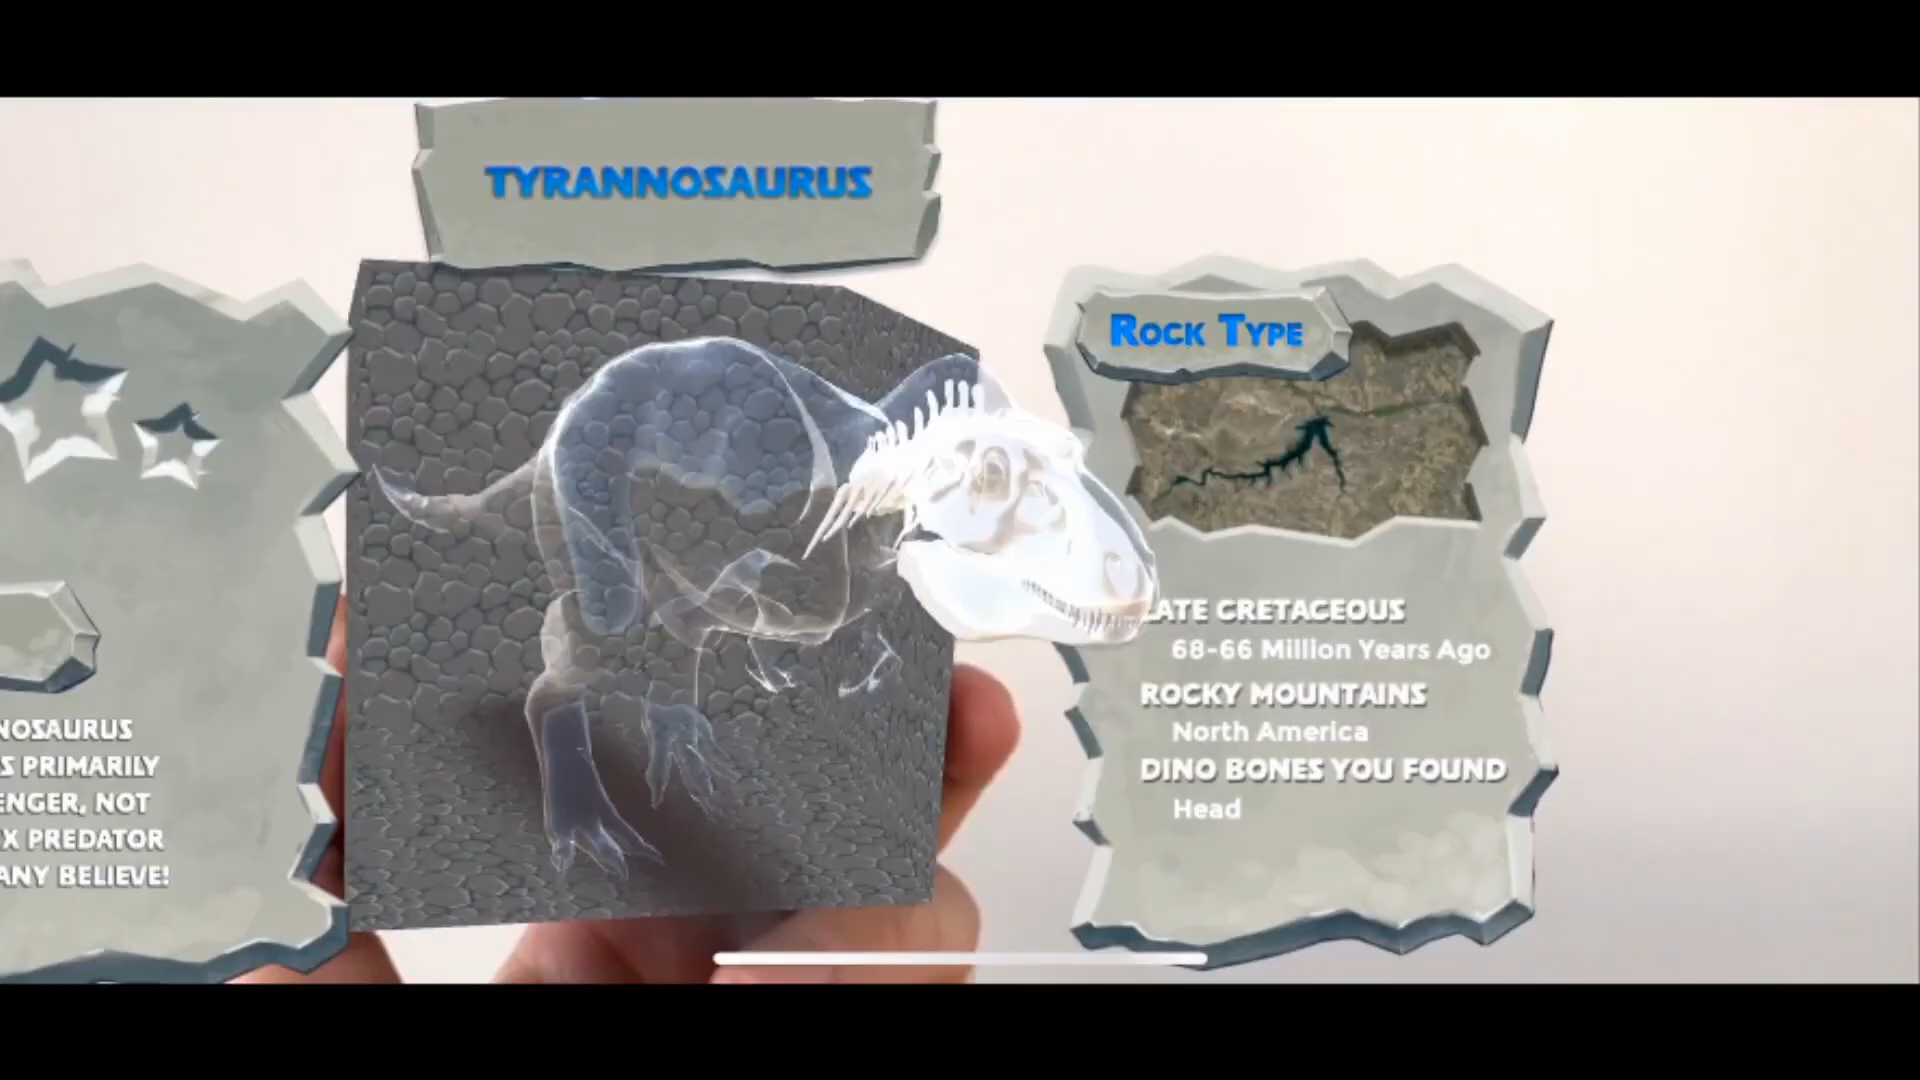 TYRANNOSAURUS
NOSAURUS
S PRIMARILY
ENGER, NOT
X PREDATOR
ANY BELIEVE!
ROCK TYPE
LATE CRETACEOUS
68-66 Million Years Ago
ROCKY MOUNTAINS
North America
DINO BONES YOU FOUND
Head